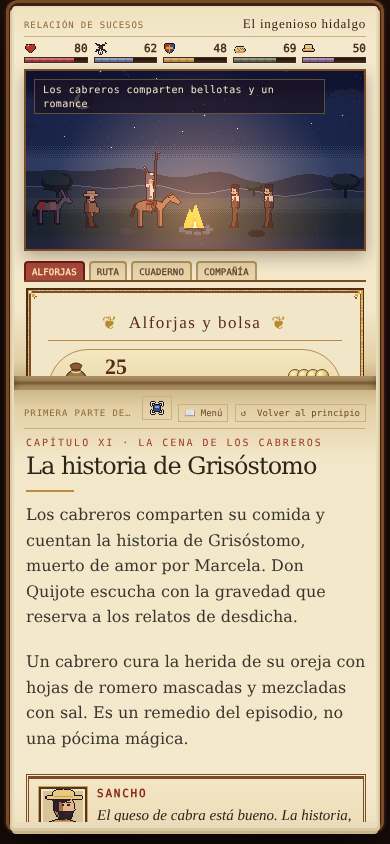 RELACIÓN DE SUCESOS
El ingenioso hidalgo
80
62
48
69
50
Los cabreros comparten bellotas y un
romance
ALFORJAS
RUTA
CUADERNO
COMPAÑÍA
Alforjas y bolsa
25
PRIMERA PARTE DE…
Menú
Volver al principio
CAPÍTULO XI · LA CENA DE LOS CABREROS
La historia de Grisóstomo
Los cabreros comparten su comida y
cuentan la historia de Grisóstomo,
muerto de amor por Marcela. Don
Quijote escucha con la gravedad que
reserva a los relatos de desdicha.
Un cabrero cura la herida de su oreja con
hojas de romero mascadas y mezcladas
con sal. Es un remedio del episodio, no
una pócima mágica.
SANCHO
El queso de cabra está bueno. La historia,